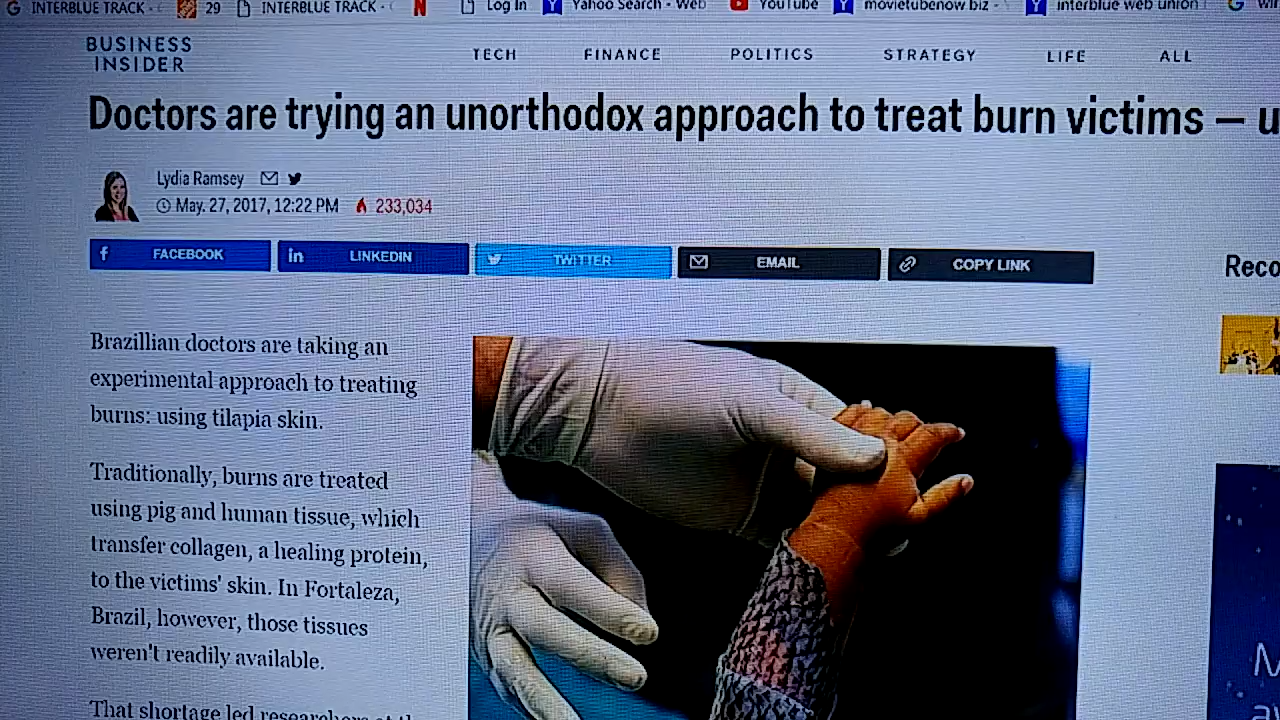 INTERBLUE TRACK - G
29
INTERBLUE TRACK -
Log In
Yahoo Search - Web
YouTube
movietubenow.biz -
interblue web union
BUSINESS
INSIDER
TECH FINANCE POLITICS STRATEGY LIFE ALL
Doctors are trying an unorthodox approach to treat burn victims — u
Lydia Ramsey
May. 27, 2017, 12:22 PM 233,034
FACEBOOK LINKEDIN TWITTER EMAIL COPY LINK
Reco
Brazillian doctors are taking an
experimental approach to treating
burns: using tilapia skin.
Traditionally, burns are treated
using pig and human tissue, which
transfer collagen, a healing protein,
to the victims' skin. In Fortaleza,
Brazil, however, those tissues
weren't readily available.
That shortage led researchers at th